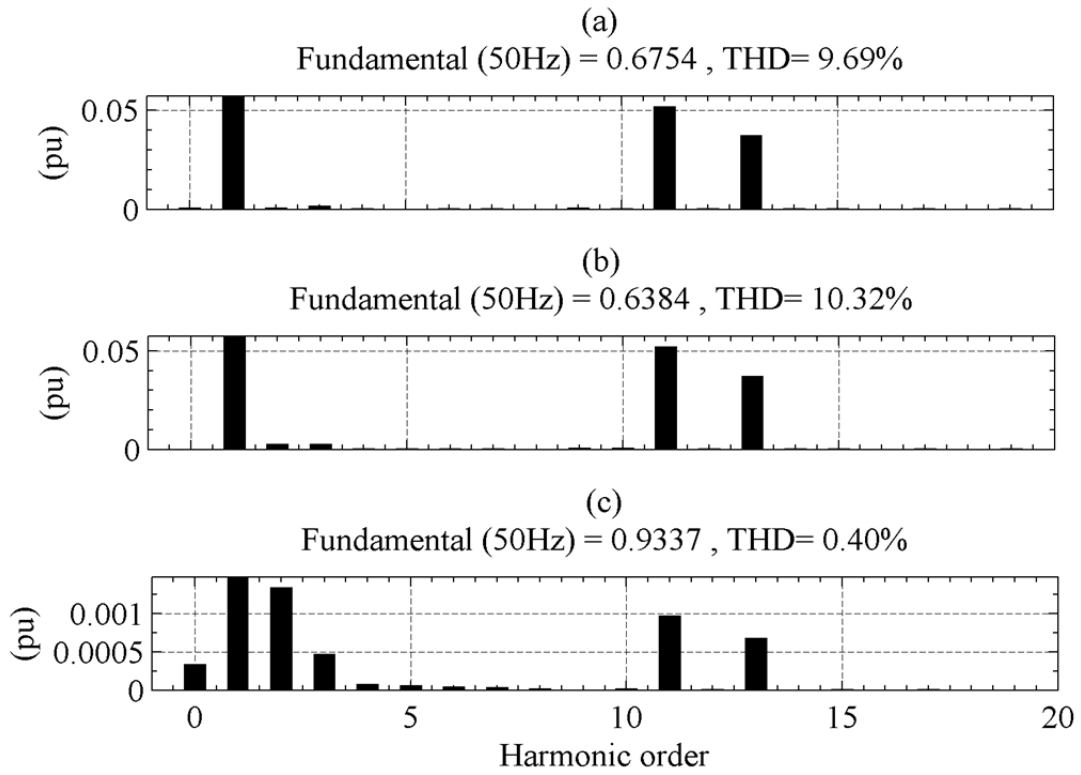 (a)
Fundamental (50Hz) = 0.6754 , THD= 9.69%
0.05
(pu)
0
(b)
Fundamental (50Hz) = 0.6384 , THD= 10.32%
0.05
(pu)
0
(c)
Fundamental (50Hz) = 0.9337 , THD= 0.40%
0.001
(pu)
0.0005
0
0 5 10 15 20
Harmonic order